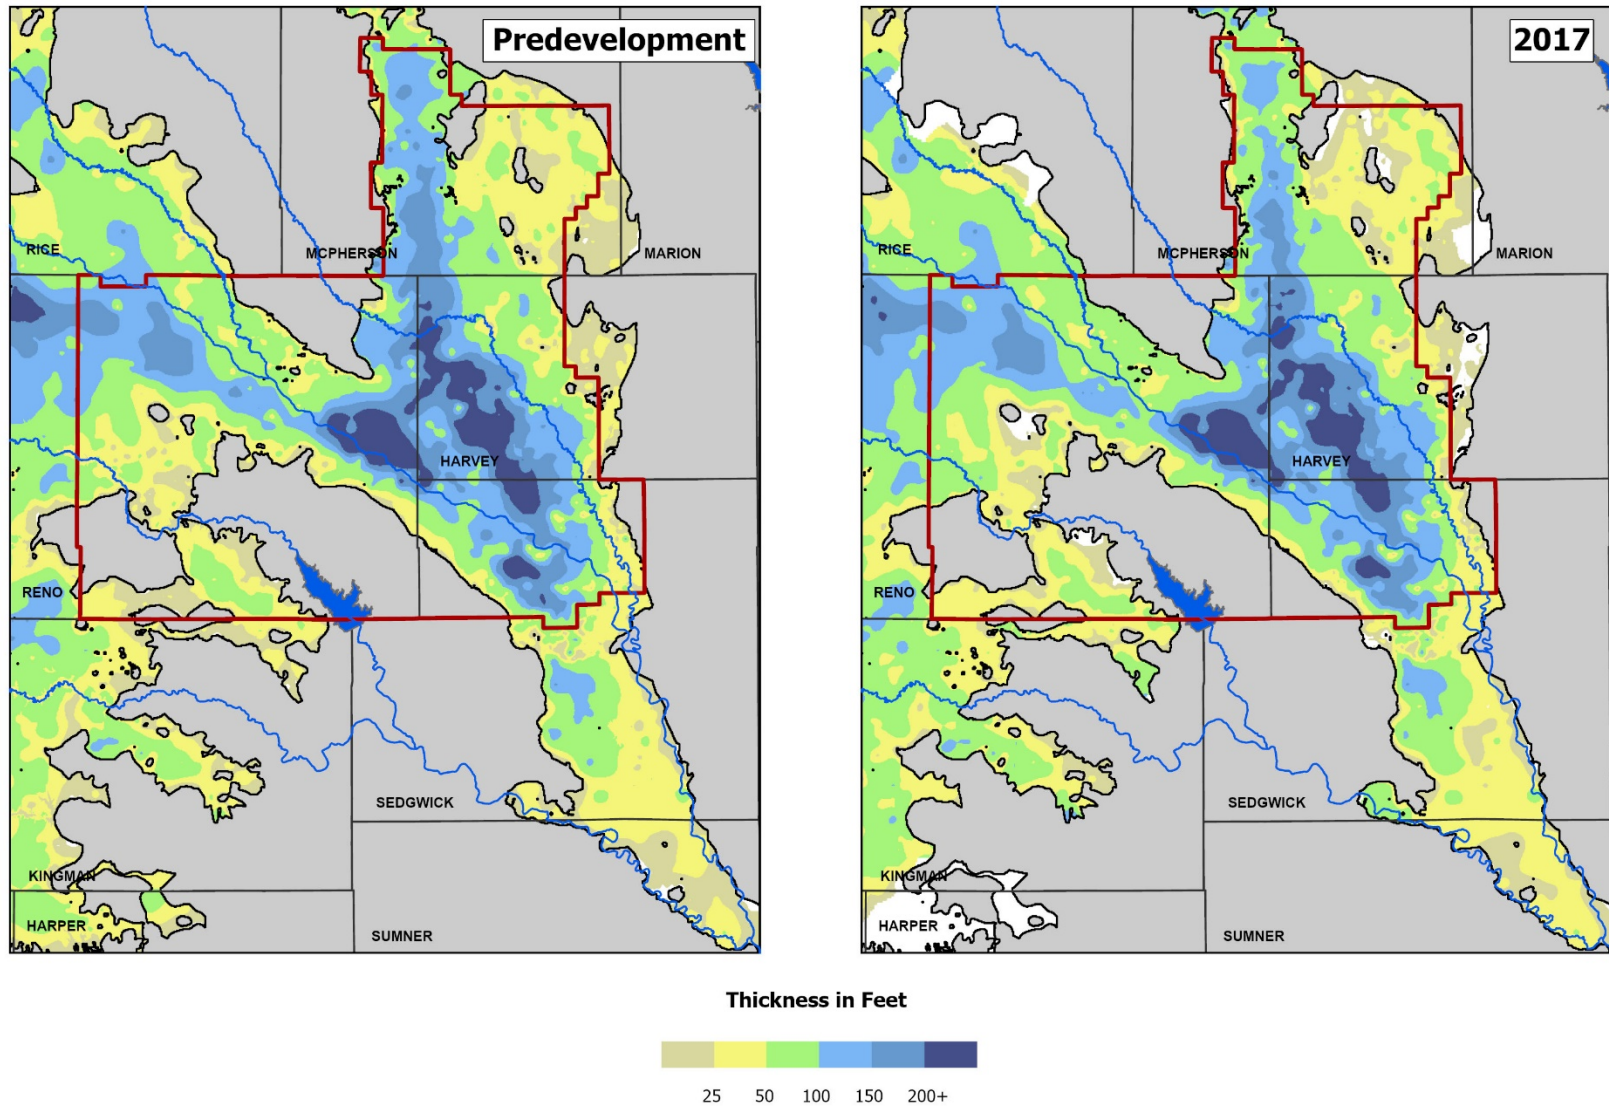 Predevelopment
RICE
MCPHERSON
MARION
HARVEY
RENO
SEDGWICK
KINGMAN
HARPER
SUMNER
2017
RICE
MCPHERSON
MARION
HARVEY
RENO
SEDGWICK
KINGMAN
HARPER
SUMNER
Thickness in Feet
25 50 100 150 200+